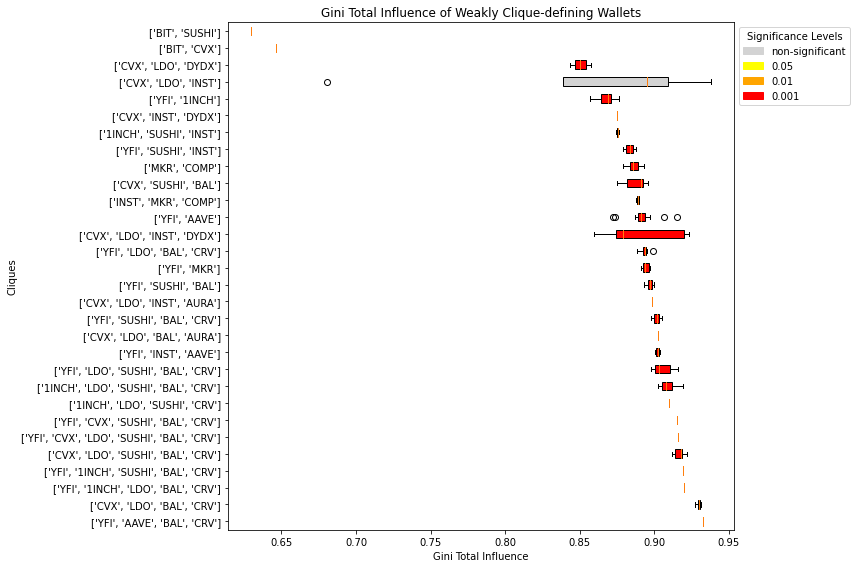 Gini Total Influence of Weakly Clique-defining Wallets
['BIT', 'SUSHI']
['BIT', 'CVX']
['CVX', 'LDO', 'DYDX']
['CVX', 'LDO', 'INST']
['YFI', '1INCH']
['CVX', 'INST', 'DYDX']
['1INCH', 'SUSHI', 'INST']
['YFI', 'SUSHI', 'INST']
['MKR', 'COMP']
['CVX', 'SUSHI', 'BAL']
['INST', 'MKR', 'COMP']
['YFI', 'AAVE']
['CVX', 'LDO', 'INST', 'DYDX']
['YFI', 'LDO', 'BAL', 'CRV']
['YFI', 'MKR']
['YFI', 'SUSHI', 'BAL']
['CVX', 'LDO', 'INST', 'AURA']
['YFI', 'SUSHI', 'BAL', 'CRV']
['CVX', 'LDO', 'BAL', 'AURA']
['YFI', 'INST', 'AAVE']
['YFI', 'LDO', 'SUSHI', 'BAL', 'CRV']
['1INCH', 'LDO', 'SUSHI', 'BAL', 'CRV']
['1INCH', 'LDO', 'SUSHI', 'CRV']
['YFI', 'CVX', 'SUSHI', 'BAL', 'CRV']
['YFI', 'CVX', 'LDO', 'SUSHI', 'BAL', 'CRV']
['CVX', 'LDO', 'SUSHI', 'BAL', 'CRV']
['YFI', '1INCH', 'SUSHI', 'BAL', 'CRV']
['YFI', '1INCH', 'LDO', 'BAL', 'CRV']
['CVX', 'LDO', 'BAL', 'CRV']
['YFI', 'AAVE', 'BAL', 'CRV']
Cliques
0.65 0.70 0.75 0.80 0.85 0.90 0.95
Gini Total Influence
Significance Levels
non-significant
0.05
0.01
0.001